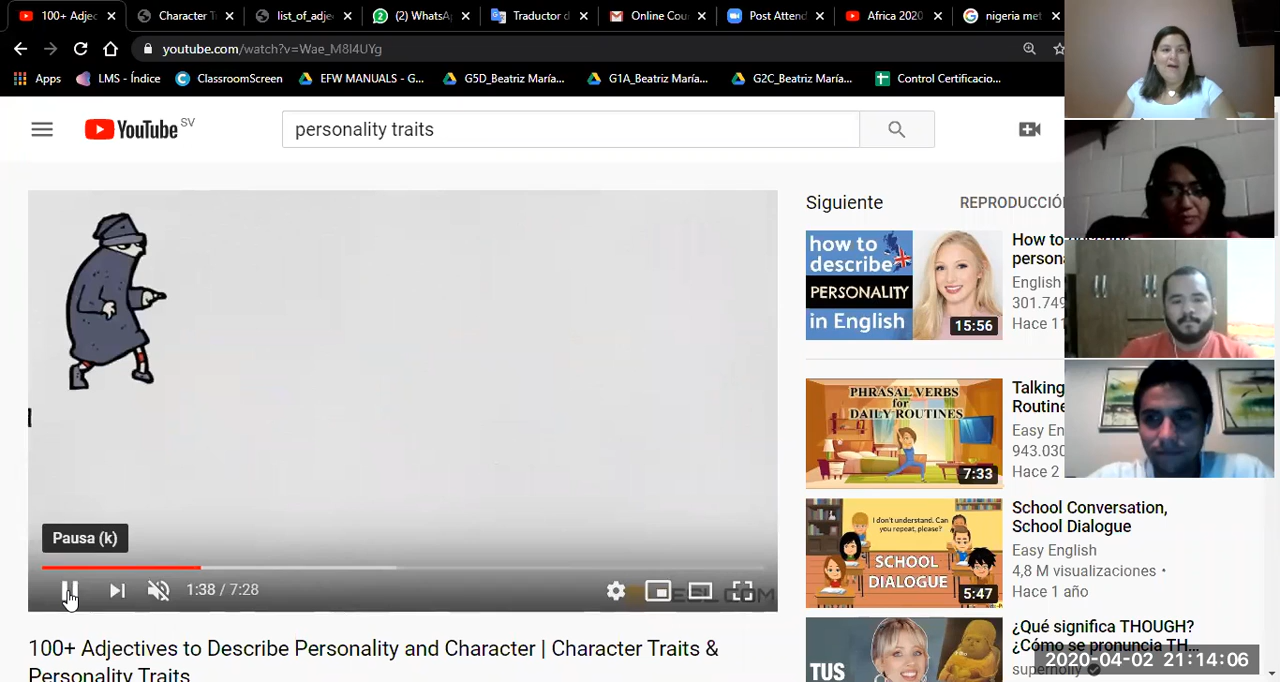 100+ Adjec
Character T
list_of_adje
(2) WhatsA
Traductor d
Online Cou
Post Attend
Africa 2020
nigeria met
youtube.com/watch?v=Wae_M8I4UYg
Apps
LMS - Índice
ClassroomScreen
EFW MANUALS - G...
G5D_Beatriz María...
G1A_Beatriz María...
G2C_Beatriz María...
Control Certificacio...
YouTube SV
personality traits
Siguiente
REPRODUCCIÓN
how to
describe
PERSONALITY
in English
15:56
How to describe
persona
English
301.749
Hace 11
PHRASAL VERBS
for
DAILY ROUTINES
7:33
Talking
Routine
Easy En
943.030
Hace 2
I don't understand. Can
you repeat, please?
SCHOOL
DIALOGUE
5:47
School Conversation,
School Dialogue
Easy English
4,8 M visualizaciones •
Hace 1 año
TUS
¿Qué significa THOUGH?
¿Cómo se pronuncia TH...
superholly
Pausa (k)
1:38 / 7:28
100+ Adjectives to Describe Personality and Character | Character Traits &
Personality Traits
2020-04-02 21:14:06